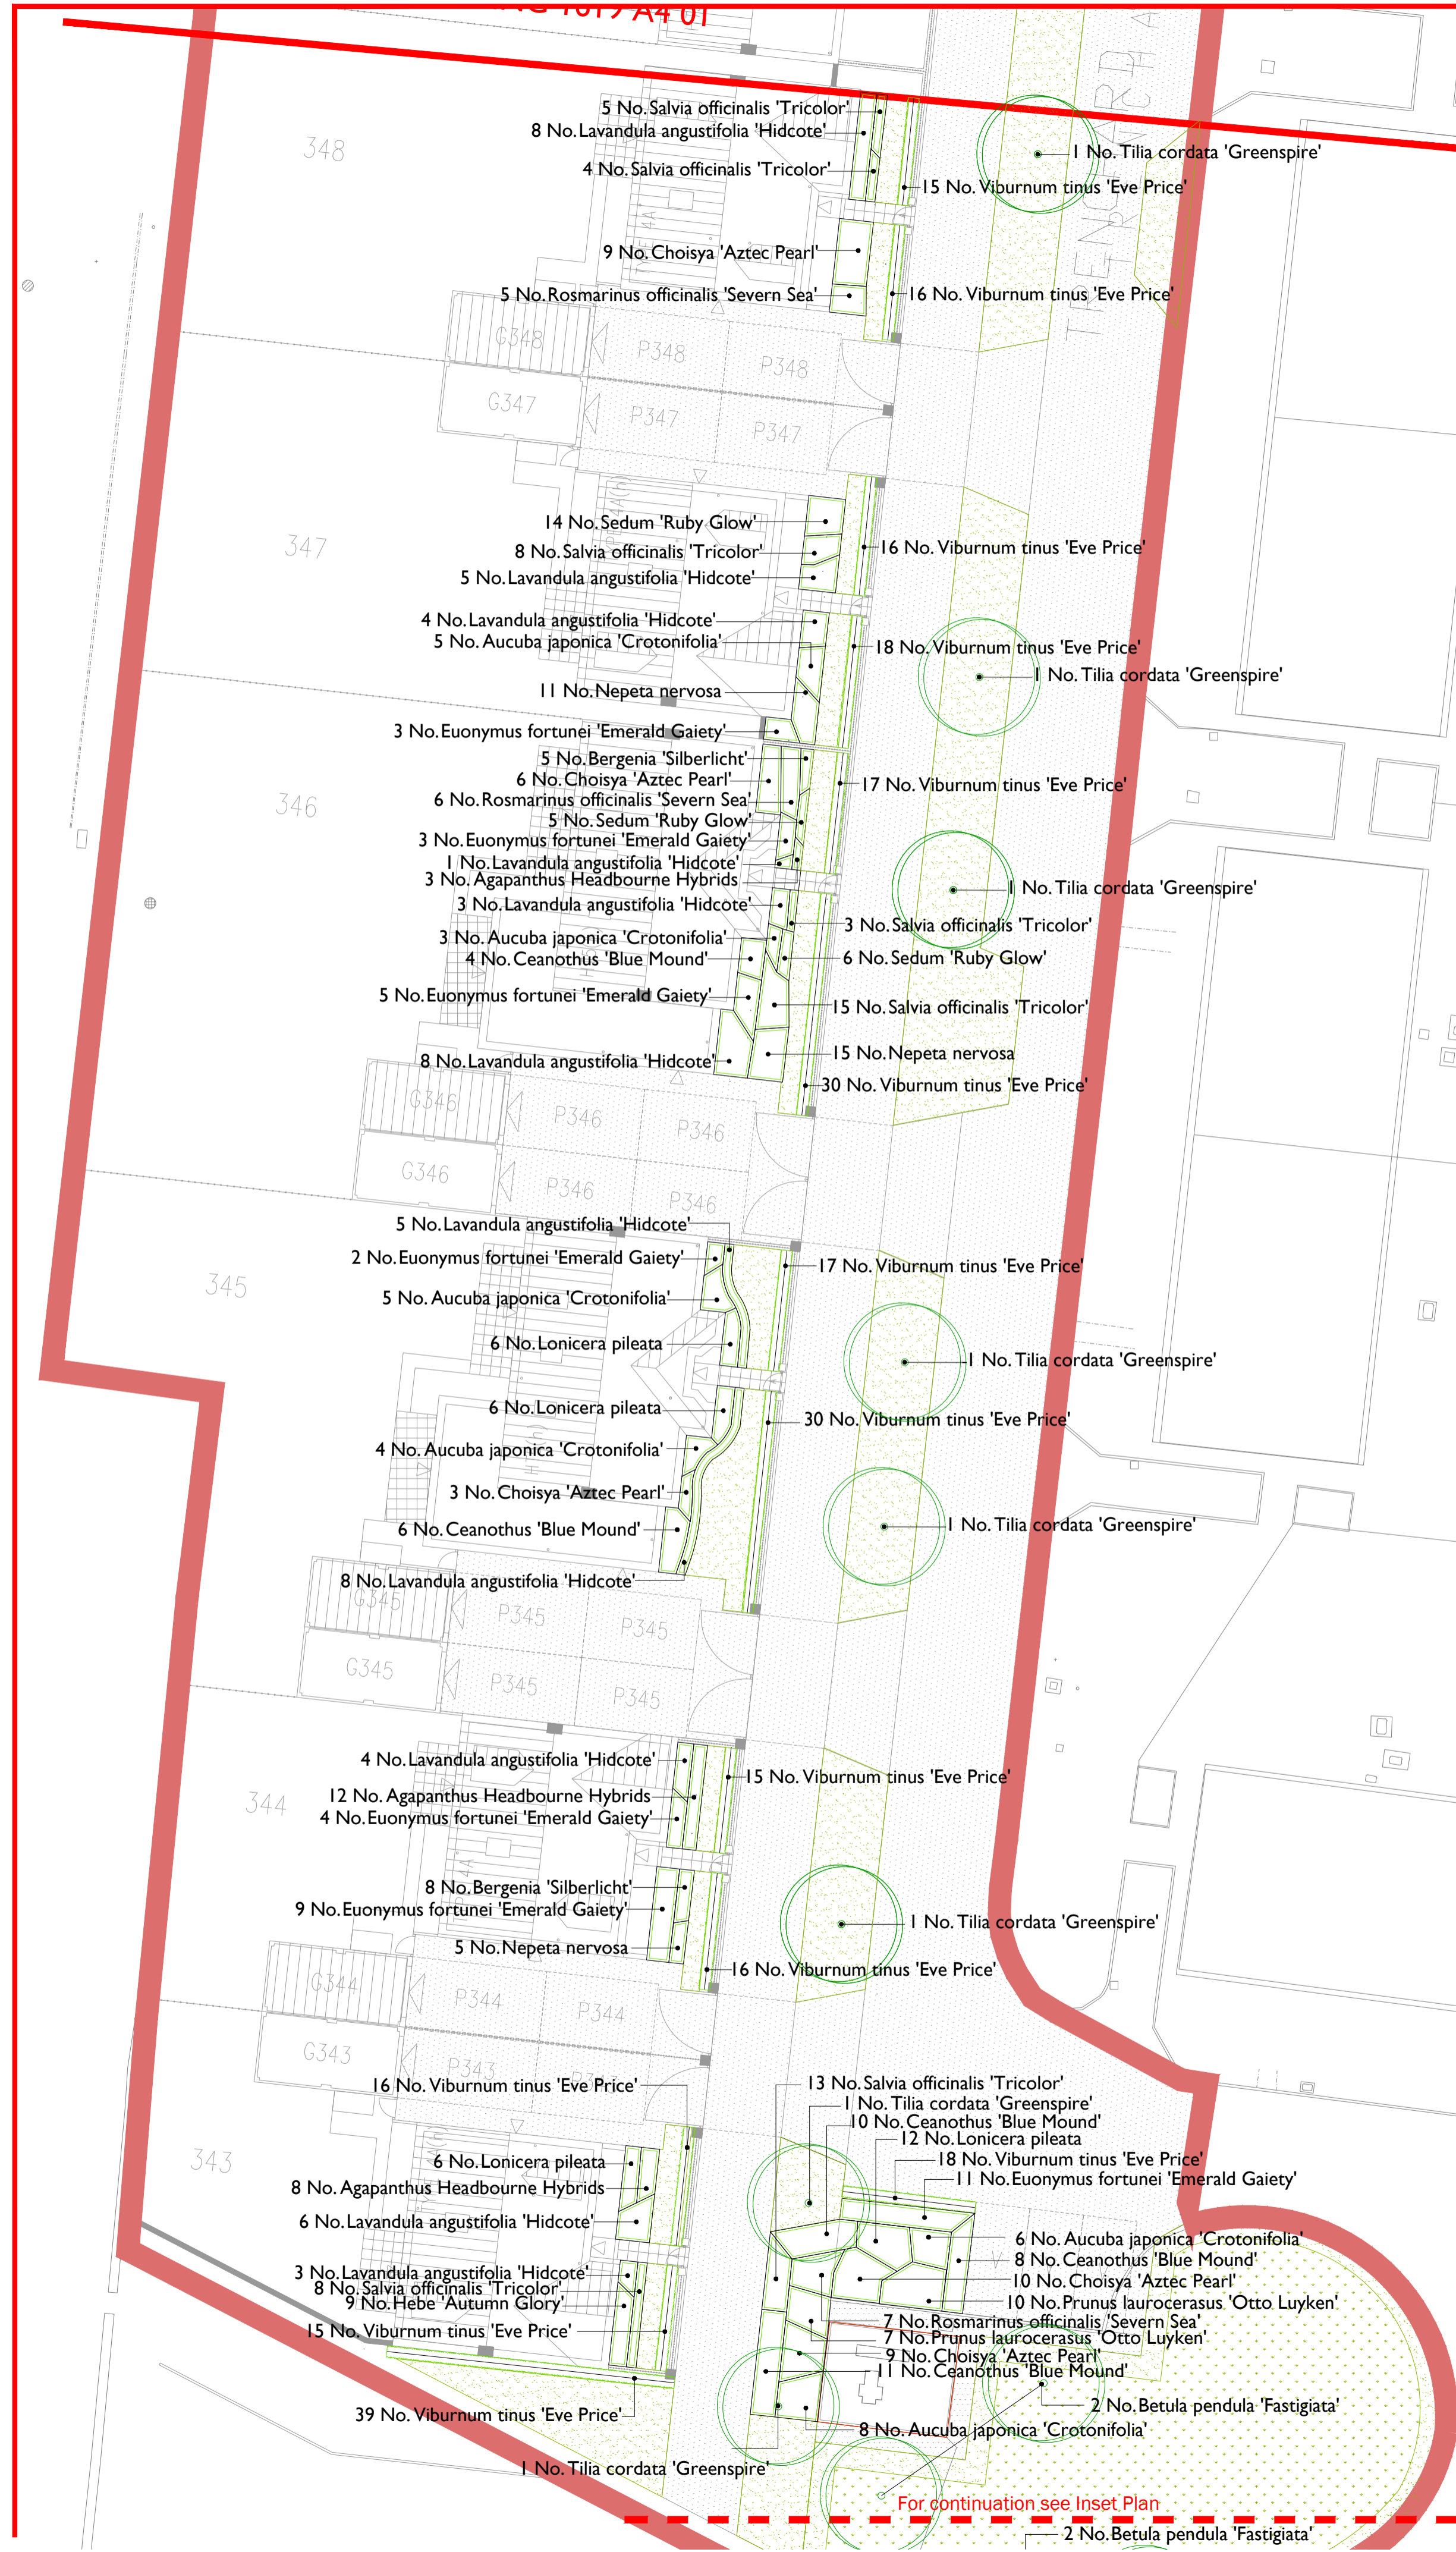 5 No. Salvia officinalis 'Tricolor'
8 No. Lavandula angustifolia 'Hidcote'
1 No. Tilia cordata 'Greenspire'
348
4 No. Salvia officinalis 'Tricolor'
15 No. Viburnum tinus 'Eve Price'
9 No. Choisya 'Aztec Pearl'
5 No. Rosmarinus officinalis 'Severn Sea'
16 No. Viburnum tinus 'Eve Price'
G348
P348
P348
G347
P347
P347
14 No. Sedum 'Ruby Glow'
347
8 No. Salvia officinalis 'Tricolor'
16 No. Viburnum tinus 'Eve Price'
5 No. Lavandula angustifolia 'Hidcote'
4 No. Lavandula angustifolia 'Hidcote'
5 No. Aucuba japonica 'Crotonifolia'
18 No. Viburnum tinus 'Eve Price'
1 No. Tilia cordata 'Greenspire'
11 No. Nepeta nervosa
3 No. Euonymus fortunei 'Emerald Gaiety'
5 No. Bergenia 'Silberlicht'
6 No. Choisya 'Aztec Pearl'
17 No. Viburnum tinus 'Eve Price'
346
6 No. Rosmarinus officinalis 'Severn Sea'
5 No. Sedum 'Ruby Glow'
3 No. Euonymus fortunei 'Emerald Gaiety'
1 No. Lavandula angustifolia 'Hidcote'
3 No. Agapanthus Headbourne Hybrids
1 No. Tilia cordata 'Greenspire'
3 No. Lavandula angustifolia 'Hidcote'
3 No. Salvia officinalis 'Tricolor'
3 No. Aucuba japonica 'Crotonifolia'
4 No. Ceanothus 'Blue Mound'
6 No. Sedum 'Ruby Glow'
5 No. Euonymus fortunei 'Emerald Gaiety'
15 No. Salvia officinalis 'Tricolor'
15 No. Nepeta nervosa
8 No. Lavandula angustifolia 'Hidcote'
30 No. Viburnum tinus 'Eve Price'
G346
P346
P346
G346
P346
P346
5 No. Lavandula angustifolia 'Hidcote'
2 No. Euonymus fortunei 'Emerald Gaiety'
17 No. Viburnum tinus 'Eve Price'
345
5 No. Aucuba japonica 'Crotonifolia'
6 No. Lonicera pileata
1 No. Tilia cordata 'Greenspire'
6 No. Lonicera pileata
30 No. Viburnum tinus 'Eve Price'
4 No. Aucuba japonica 'Crotonifolia'
3 No. Choisya 'Aztec Pearl'
6 No. Ceanothus 'Blue Mound'
1 No. Tilia cordata 'Greenspire'
8 No. Lavandula angustifolia 'Hidcote'
G345
P345
P345
G345
P345
P345
4 No. Lavandula angustifolia 'Hidcote'
15 No. Viburnum tinus 'Eve Price'
12 No. Agapanthus Headbourne Hybrids
344
4 No. Euonymus fortunei 'Emerald Gaiety'
8 No. Bergenia 'Silberlicht'
9 No. Euonymus fortunei 'Emerald Gaiety'
1 No. Tilia cordata 'Greenspire'
5 No. Nepeta nervosa
16 No. Viburnum tinus 'Eve Price'
G344
P344
P344
G343
P343
16 No. Viburnum tinus 'Eve Price'
13 No. Salvia officinalis 'Tricolor'
1 No. Tilia cordata 'Greenspire'
10 No. Ceanothus 'Blue Mound'
12 No. Lonicera pileata
343
6 No. Lonicera pileata
18 No. Viburnum tinus 'Eve Price'
11 No. Euonymus fortunei 'Emerald Gaiety'
8 No. Agapanthus Headbourne Hybrids
6 No. Lavandula angustifolia 'Hidcote'
6 No. Aucuba japonica 'Crotonifolia'
8 No. Ceanothus 'Blue Mound'
3 No. Lavandula angustifolia 'Hidcote'
10 No. Choisya 'Aztec Pearl'
8 No. Salvia officinalis 'Tricolor'
9 No. Hebe 'Autumn Glory'
10 No. Prunus laurocerasus 'Otto Luyken'
7 No. Rosmarinus officinalis 'Severn Sea'
15 No. Viburnum tinus 'Eve Price'
7 No. Prunus laurocerasus 'Otto Luyken'
9 No. Choisya 'Aztec Pearl'
11 No. Ceanothus 'Blue Mound'
2 No. Betula pendula 'Fastigiata'
39 No. Viburnum tinus 'Eve Price'
8 No. Aucuba japonica 'Crotonifolia'
1 No. Tilia cordata 'Greenspire'
For continuation see Inset Plan
2 No. Betula pendula 'Fastigiata'